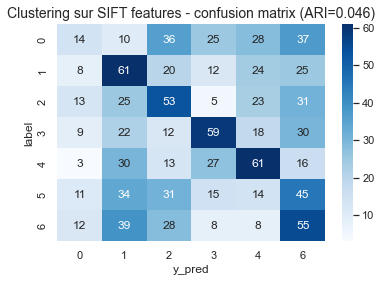 Clustering sur SIFT features - confusion matrix (ARI=0.046)
0 14 10 36 25 28 37
1 8 61 20 12 24 25
2 13 25 53 5 23 31
3 9 22 12 59 18 30
4 3 30 13 27 61 16
5 11 34 31 15 14 45
6 12 39 28 8 8 55
0 1 2 3 4 6
label
y_pred
60
50
40
30
20
10